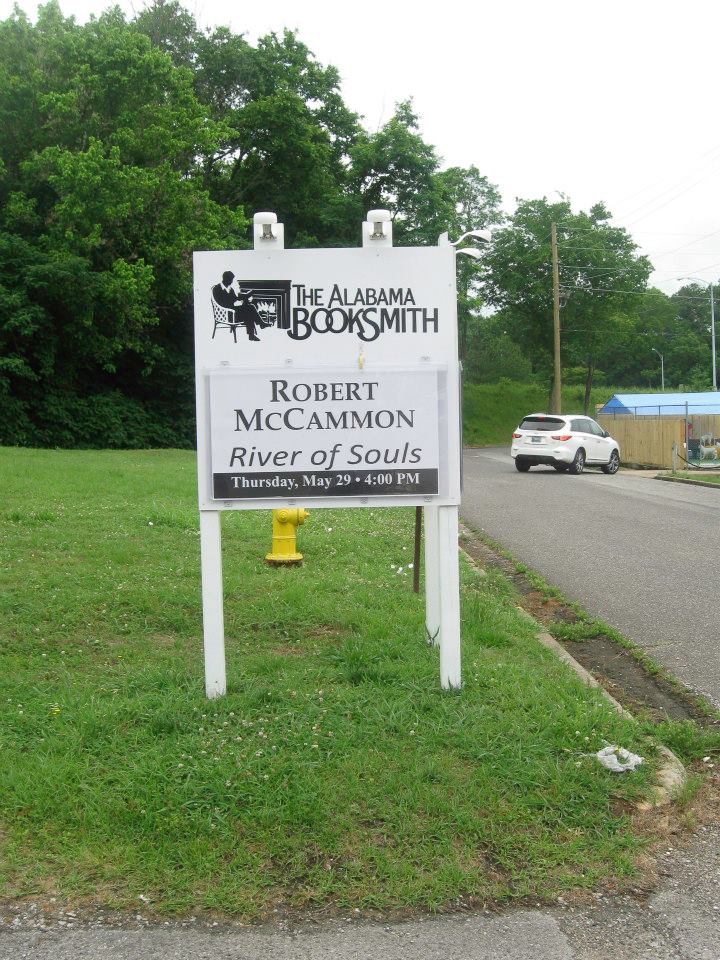 THE ALABAMA
BOOKSMITH
ROBERT
MCCAMMON
River of Souls
Thursday, May 29 • 4:00 PM